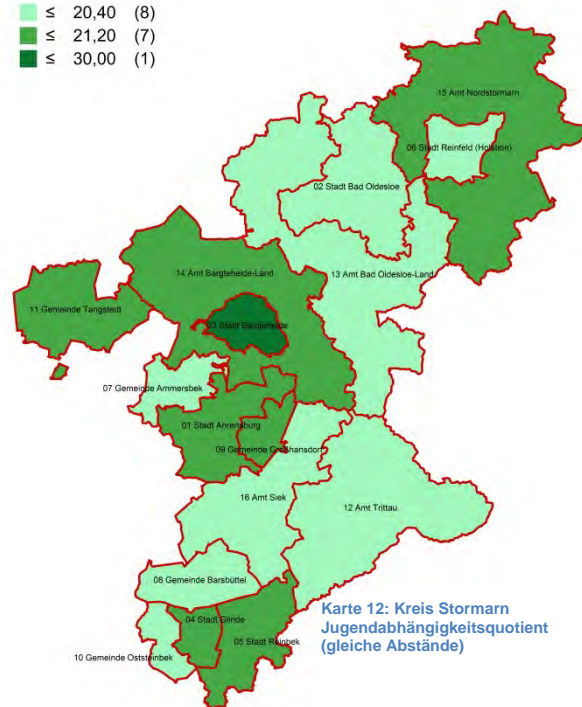 ≤ 20,40 (8)
≤ 21,20 (7)
≤ 30,00 (1)
15 Amt Nordstormarn
06 Stadt Reinfeld (Holstein)
02 Stadt Bad Oldesloe
14 Amt Bargteheide-Land
13 Amt Bad Oldesloe-Land
11 Gemeinde Tangstedt
03 Stadt Bargteheide
07 Gemeinde Ammersbek
01 Stadt Ahrensburg
09 Gemeinde Großhansdorf
16 Amt Siek
12 Amt Trittau
08 Gemeinde Barsbüttel
04 Stadt Glinde
05 Stadt Reinbek
10 Gemeinde Oststeinbek
Karte 12: Kreis Stormarn
Jugendabhängigkeitsquotient
(gleiche Abstände)